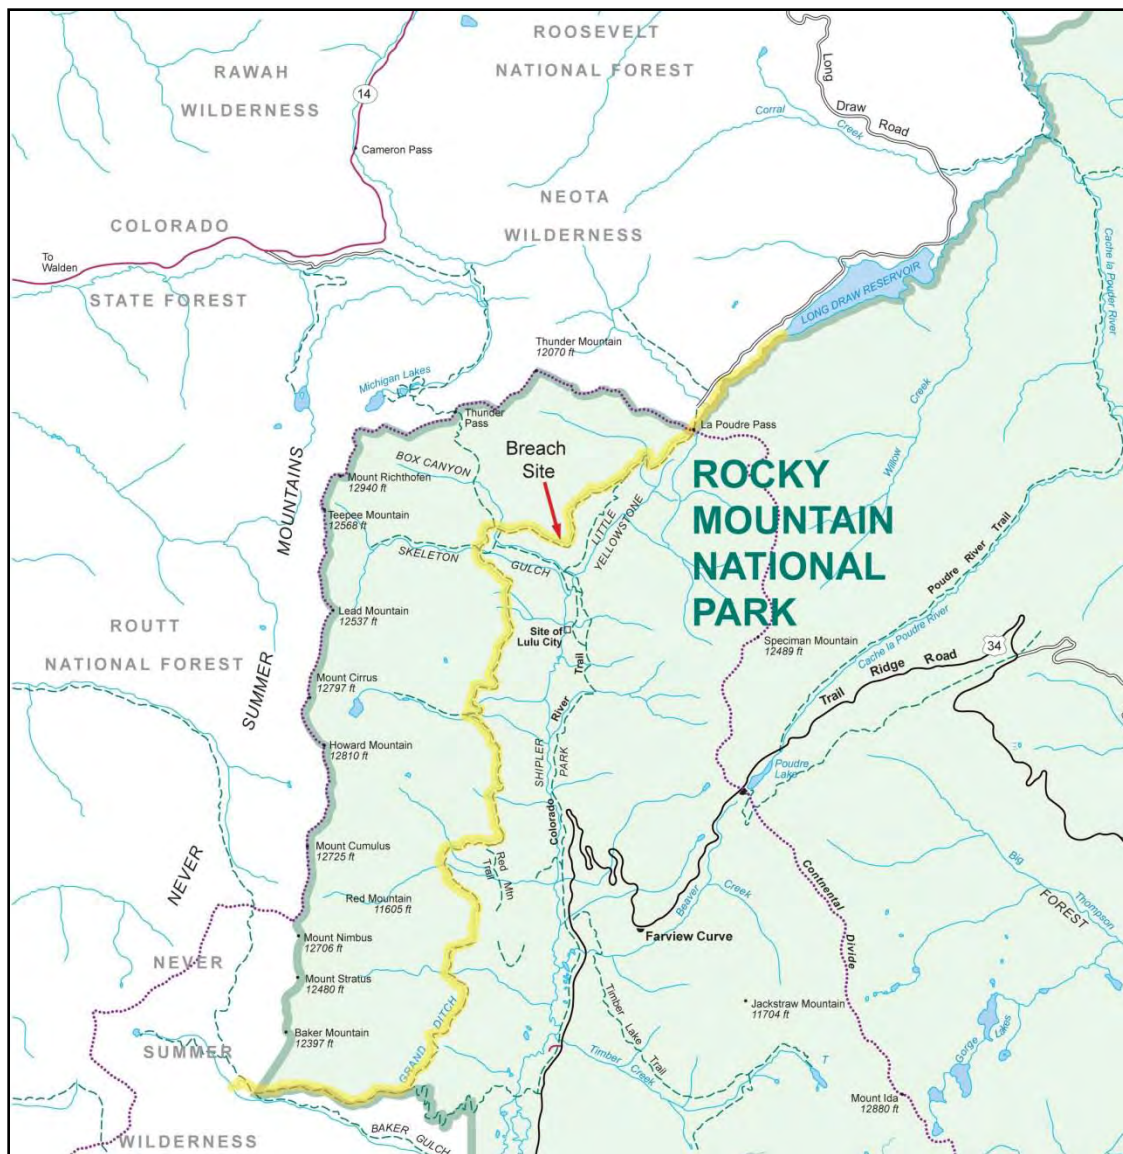 ROOSEVELT
NATIONAL FOREST
RAWAH
WILDERNESS
14
Cameron Pass
Long
Draw
Road
Corral
Creek
NEOTA
WILDERNESS
COLORADO
STATE FOREST
To
Walden
LONG DRAW RESERVOIR
Cache la Pouder River
Thunder Mountain
12070 ft
Michigan Lakes
Thunder
Pass
La Poudre Pass
Breach
Site
BOX CANYON
Mount Richthofen
12940 ft
Teepee Mountain
12568 ft
MOUNTAINS
SKELETON
GULCH
LITTLE
YELLOWSTONE
ROCKY
MOUNTAIN
NATIONAL
PARK
Willow
Creek
Poudre River Trail
Cache la Poudre River
Lead Mountain
12537 ft
Site of
Lulu City
Trail
Speciman Mountain
12489 ft
34
Trail Ridge Road
ROUTT
NATIONAL FOREST
SUMMER
Mount Cirrus
12797 ft
River
Howard Mountain
12810 ft
SHIPLER
PARK
Poudre
Lake
Colorado
Mount Cumulus
12725 ft
Red Mtn
Trail
Red Mountain
11605 ft
NEVER
Beaver
Creek
Farview Curve
Contnental
Divide
Big
Thompson
FOREST
Mount Nimbus
12706 ft
NEVER
Mount Stratus
12480 ft
GRAND DITCH
Timber Lake Trail
Jackstraw Mountain
11704 ft
Gorge Lakes
Baker Mountain
12397 ft
SUMMER
Timber
Creek
T
Mount Ida
12880 ft
WILDERNESS
BAKER GULCH